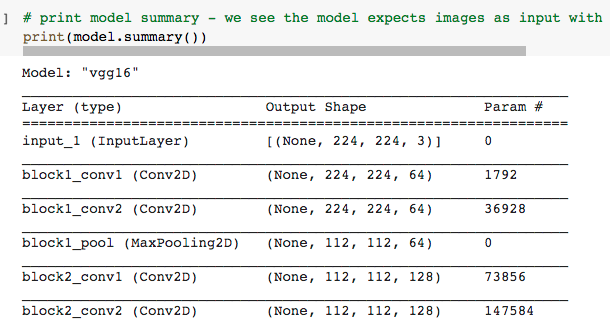 ] # print model summary - we see the model expects images as input with
print(model.summary())
Model: "vgg16"
Layer (type) Output Shape Param #
=================================================================
input_1 (InputLayer) [(None, 224, 224, 3)] 0
block1_conv1 (Conv2D) (None, 224, 224, 64) 1792
block1_conv2 (Conv2D) (None, 224, 224, 64) 36928
block1_pool (MaxPooling2D) (None, 112, 112, 64) 0
block2_conv1 (Conv2D) (None, 112, 112, 128) 73856
block2_conv2 (Conv2D) (None, 112, 112, 128) 147584